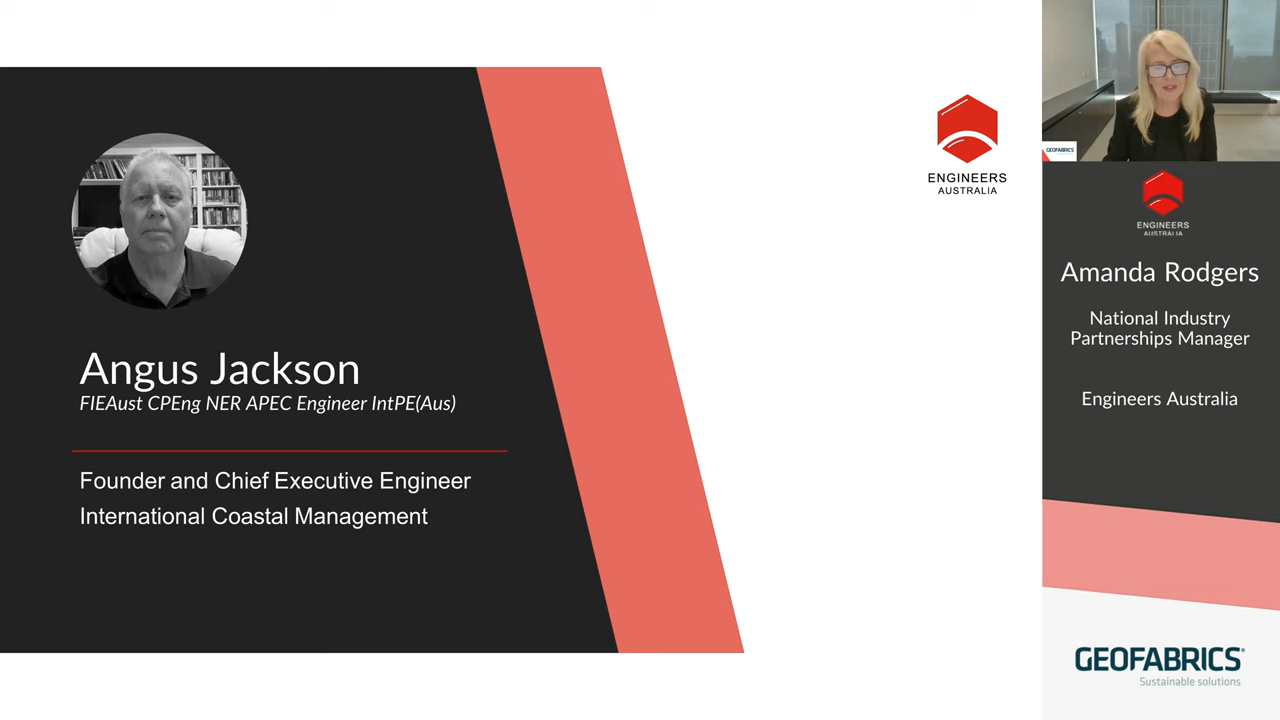 Angus Jackson
FIEAust CPEng NER APEC Engineer IntPE(Aus)
Founder and Chief Executive Engineer
International Coastal Management
ENGINEERS
AUSTRALIA
GEOFABRICS
ENGINEERS
AUSTRALIA
Amanda Rodgers
National Industry
Partnerships Manager
Engineers Australia
GEOFABRICS
Sustainable solutions